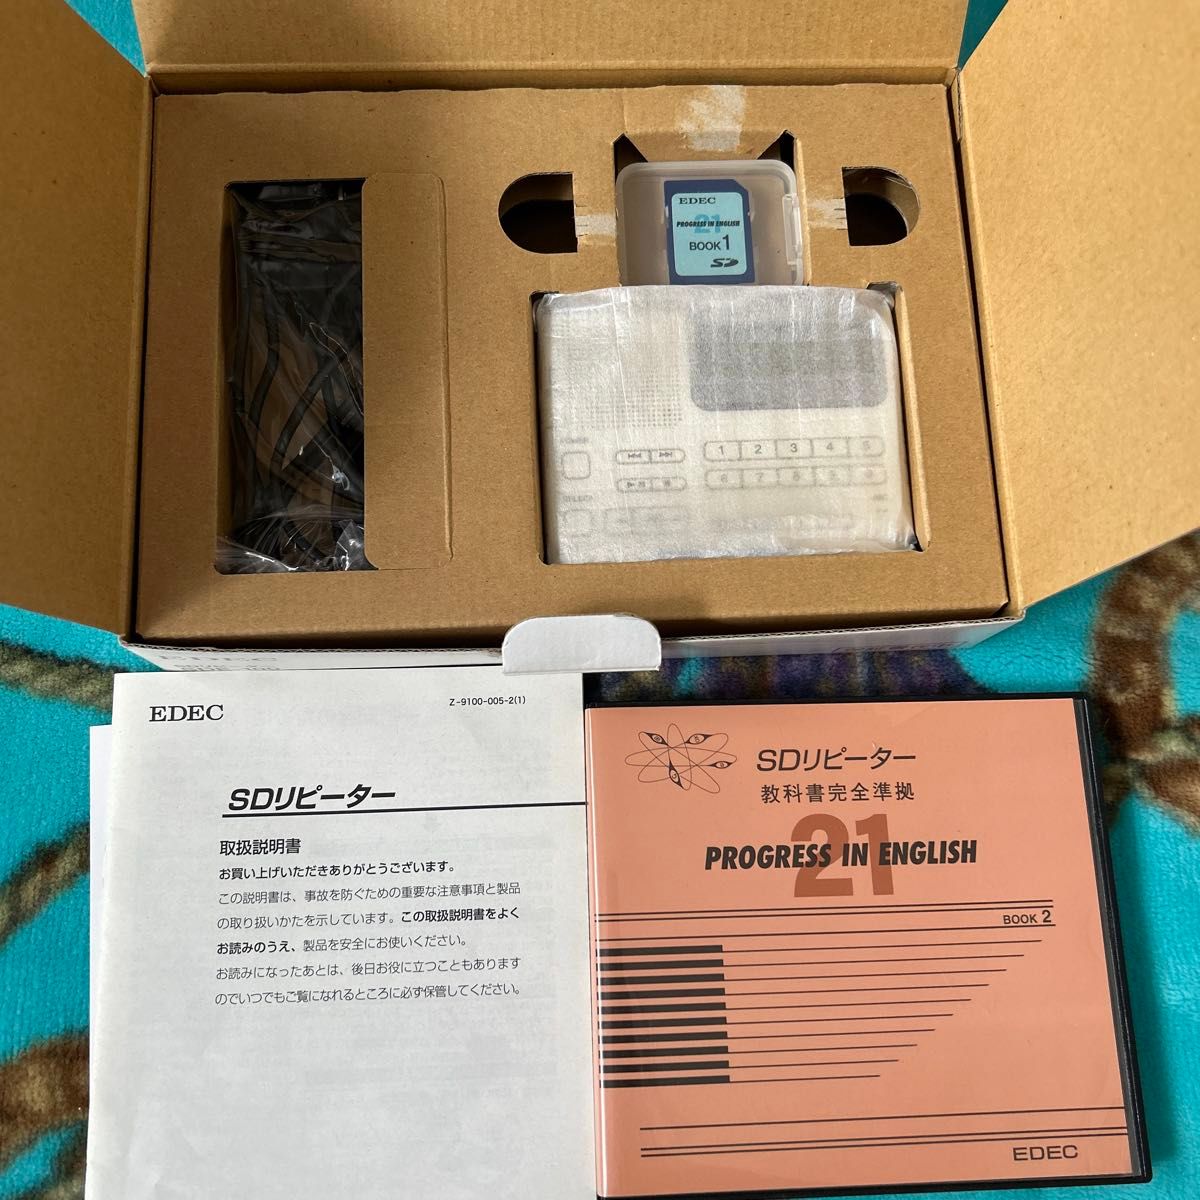 EDEC
21
PROGRESS IN ENGLISH
BOOK 1
SD
POWER
1 2 3 4 5
6 7 8 9
SELECT
EDEC
Z-9100-005-2(1)
SDリピーター
取扱説明書
お買い上げいただきありがとうございます。
この説明書は、事故を防ぐための重要な注意事項と製品
の取り扱いかたを示しています。この取扱説明書をよく
お読みのうえ、製品を安全にお使いください。
お読みになったあとは、後日お役に立つこともあります
のでいつでもご覧になれるところに必ず保管してください。
SDリピーター
教科書完全準拠
21
PROGRESS IN ENGLISH
BOOK 2
EDEC